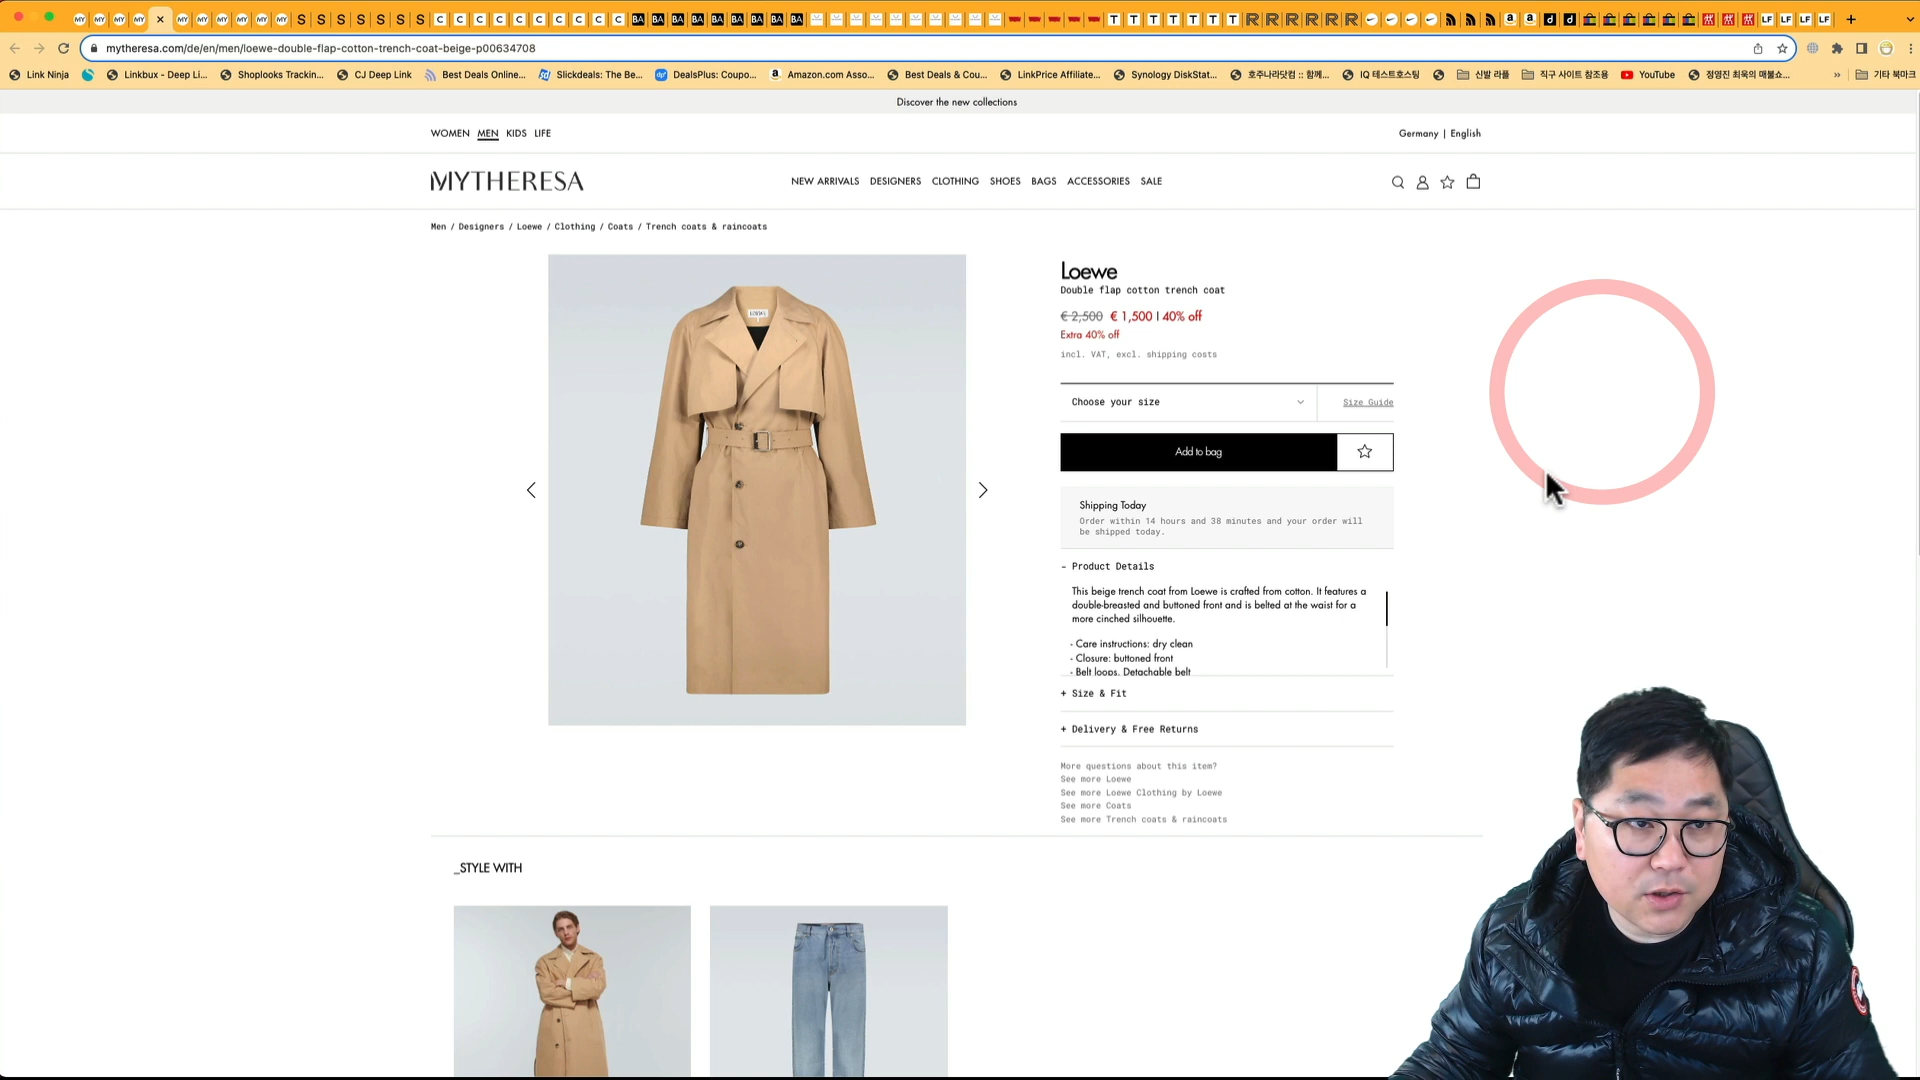 mytheresa.com/de/en/men/loewe-double-flap-cotton-trench-coat-beige-p00634708
Link Ninja
Linkbux - Deep Li...
Shoplooks Trackin...
CJ Deep Link
Best Deals Online...
Slickdeals: The Be...
DealsPlus: Coupo...
Amazon.com Asso...
Best Deals & Cou...
LinkPrice Affiliate...
Synology DiskStat...
호주나라닷컴 :: 함께...
IQ 테스트호스팅
신발 라플
직구 사이트 참조용
YouTube
정영진 최욱의 매불쇼...
»
기타 북마크
Discover the new collections
WOMEN MEN KIDS LIFE
Germany | English
MYTHERESA
NEW ARRIVALS DESIGNERS CLOTHING SHOES BAGS ACCESSORIES SALE
Men / Designers / Loewe / Clothing / Coats / Trench coats & raincoats
Loewe
Double flap cotton trench coat
€ 2,500 € 1,500 | 40% off
Extra 40% off
incl. VAT, excl. shipping costs
Choose your size
Size Guide
Add to bag
Shipping Today
Order within 14 hours and 38 minutes and your order will
be shipped today.
- Product Details
This beige trench coat from Loewe is crafted from cotton. It features a
double-breasted and buttoned front and is belted at the waist for a
more cinched silhouette.
- Care instructions: dry clean
- Closure: buttoned front
- Belt loops. Detachable belt
+ Size & Fit
+ Delivery & Free Returns
More questions about this item?
See more Loewe
See more Loewe Clothing by Loewe
See more Coats
See more Trench coats & raincoats
_STYLE WITH